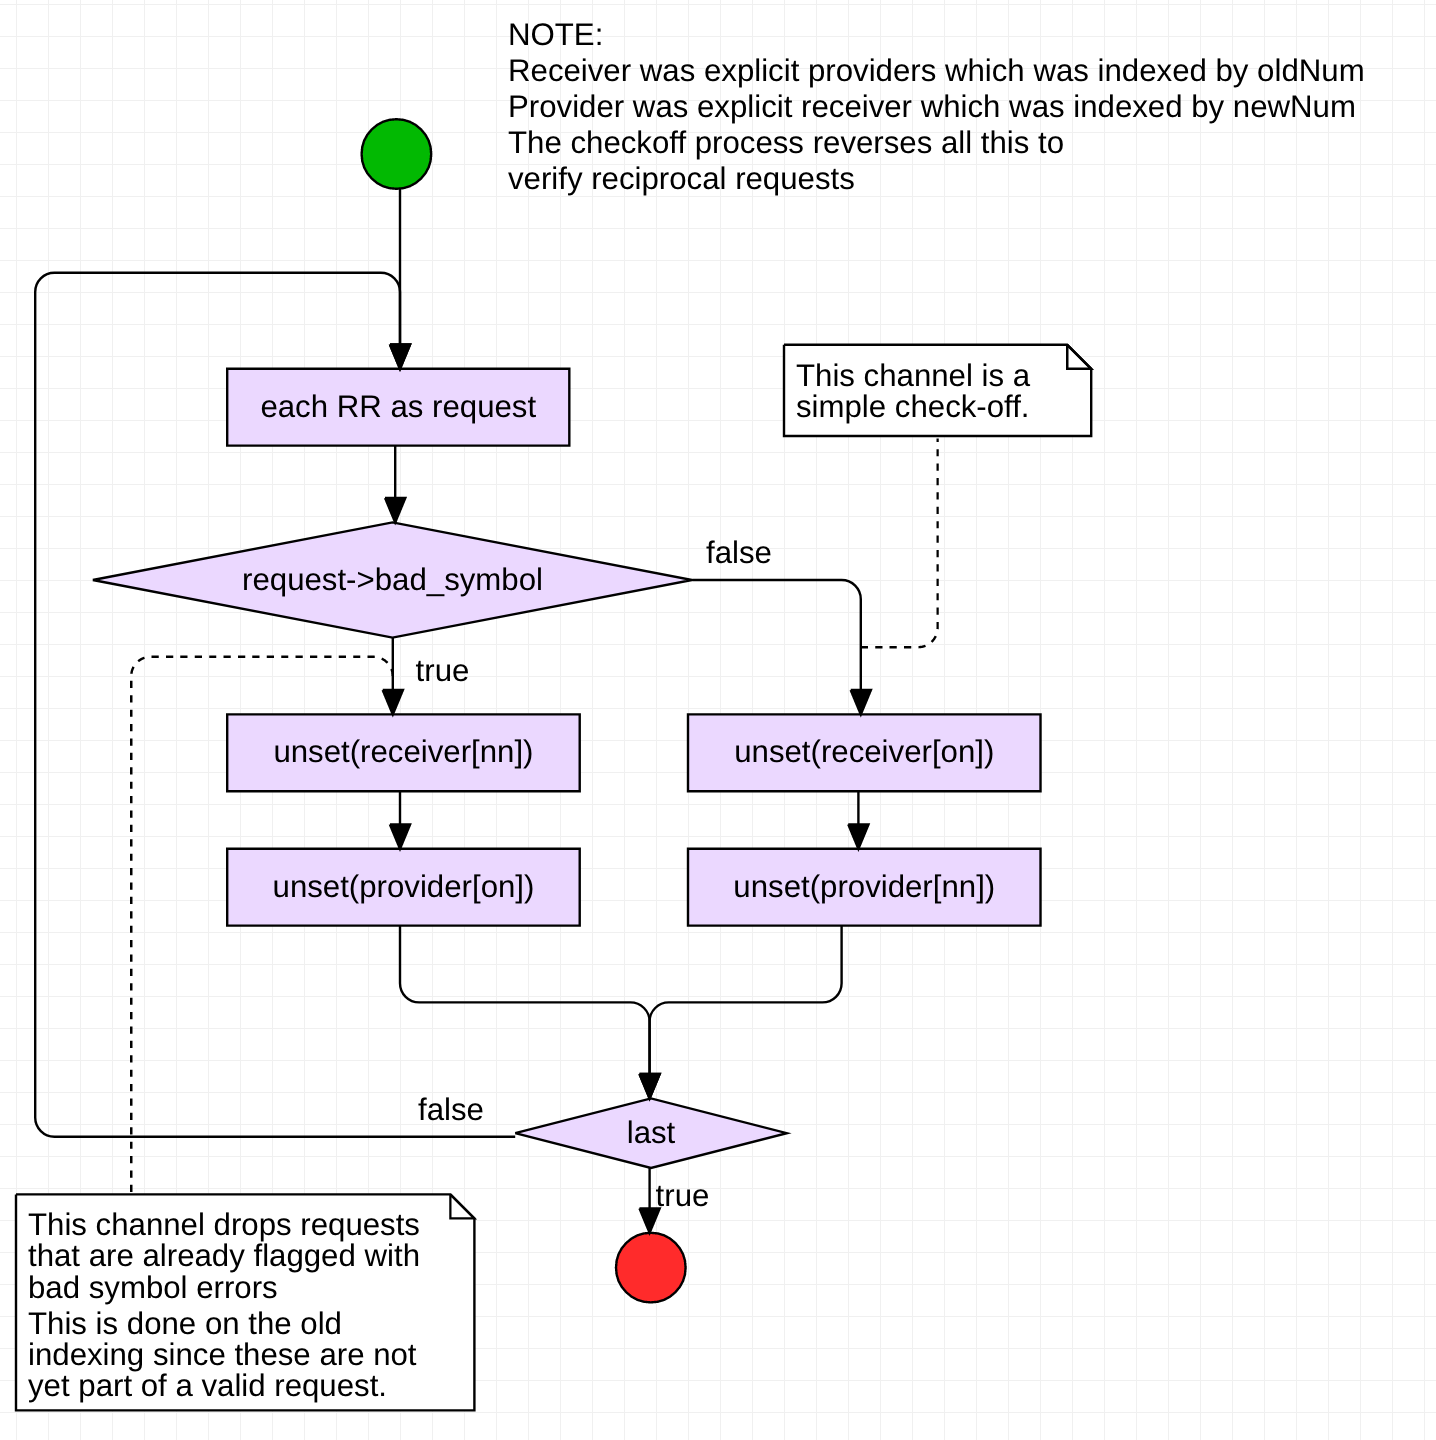 NOTE:
Receiver was explicit providers which was indexed by oldNum
Provider was explicit receiver which was indexed by newNum
The checkoff process reverses all this to
verify reciprocal requests
each RR as request
This channel is a
simple check-off.
request->bad_symbol
false
true
unset(receiver[nn])
unset(receiver[on])
unset(provider[on])
unset(provider[nn])
false
last
true
This channel drops requests
that are already flagged with
bad symbol errors
This is done on the old
indexing since these are not
yet part of a valid request.